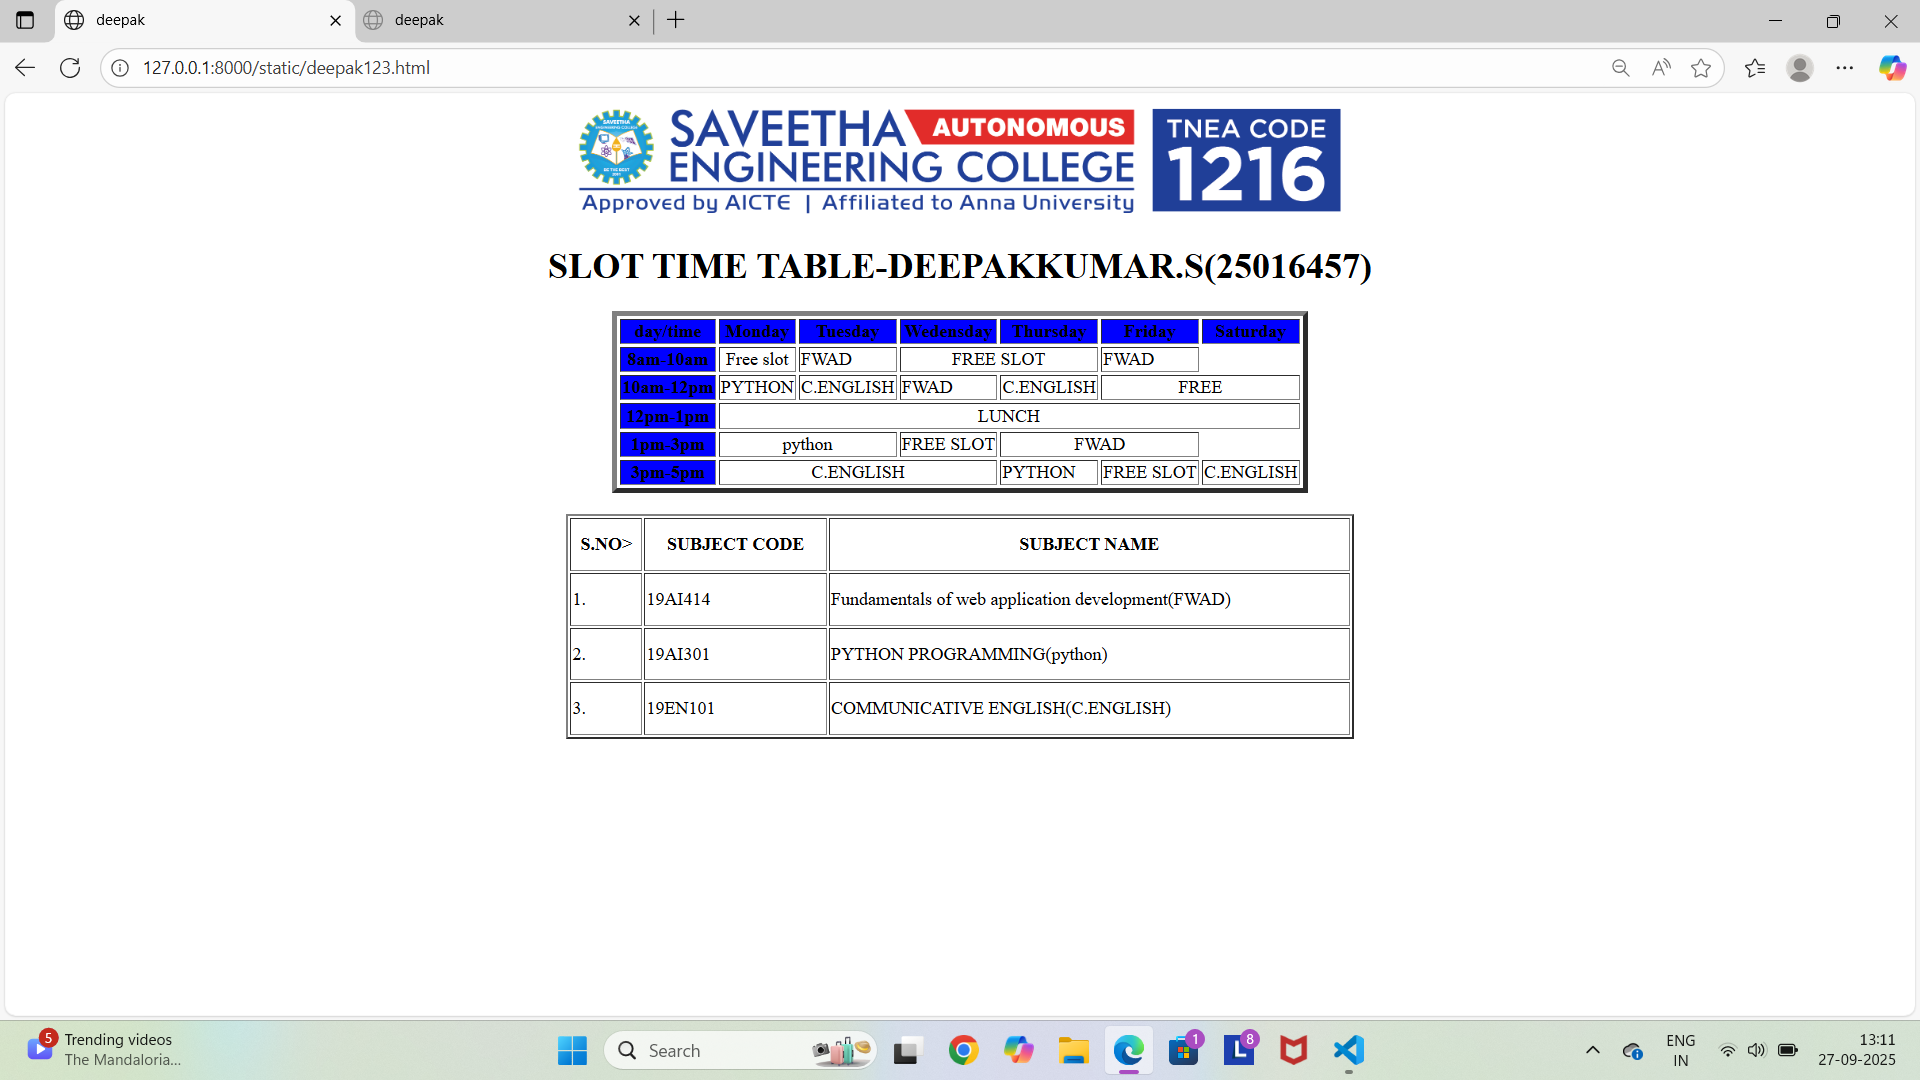 deepak
deepak
127.0.0.1:8000/static/deepak123.html
SAVEETHA AUTONOMOUS
ENGINEERING COLLEGE
Approved by AICTE | Affiliated to Anna University
TNEA CODE
1216
SAVEETHA
SLOT TIME TABLE-DEEPAKKUMAR.S(25016457)
day/time Monday Tuesday Wedensday Thursday Friday Saturday
8am-10am Free slot FWAD FREE SLOT FWAD
10am-12pm PYTHON C.ENGLISH FWAD C.ENGLISH FREE
12pm-1pm LUNCH
1pm-3pm python FREE SLOT FWAD
3pm-5pm C.ENGLISH PYTHON FREE SLOT C.ENGLISH
S.NO> SUBJECT CODE SUBJECT NAME
1. 19AI414 Fundamentals of web application development(FWAD)
2. 19AI301 PYTHON PROGRAMMING(python)
3. 19EN101 COMMUNICATIVE ENGLISH(C.ENGLISH)
5
Trending videos
The Mandaloria...
Search
1
8
ENG
IN
13:11
27-09-2025